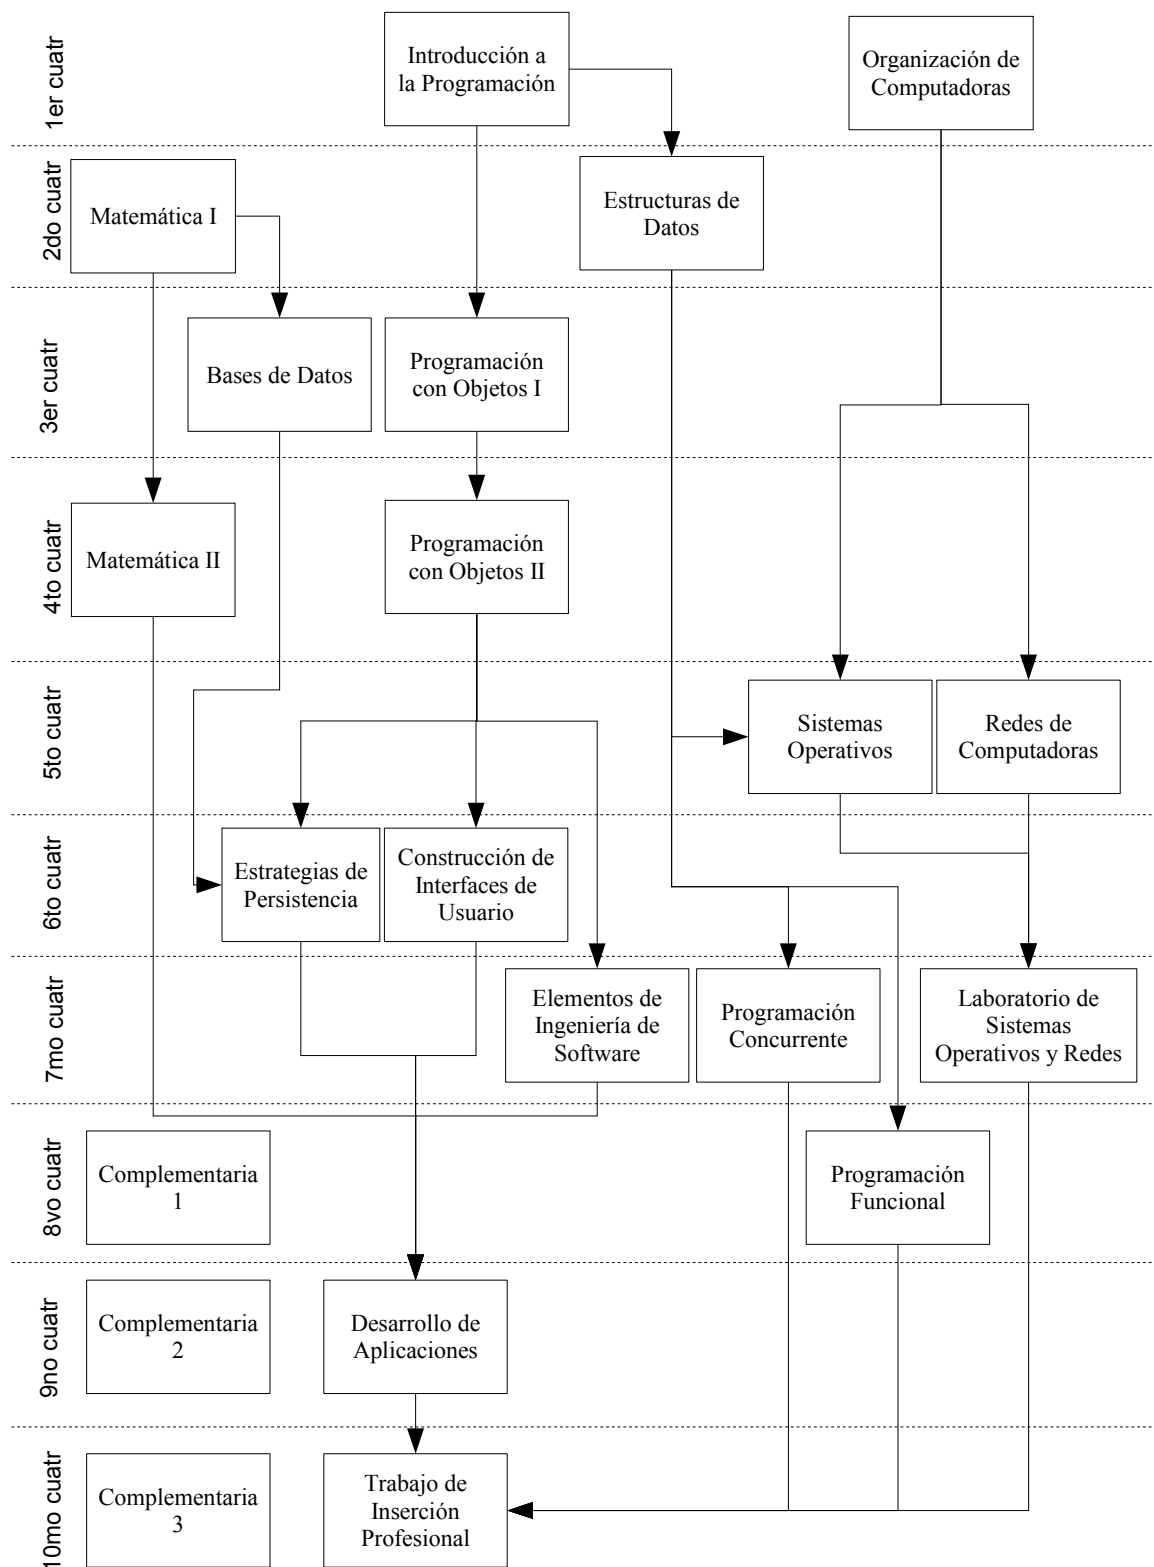 1er cuatr
Introducción a
la Programación
Organización de
Computadoras
2do cuatr
Matemática I
Estructuras de
Datos
3er cuatr
Bases de Datos
Programación
con Objetos I
4to cuatr
Matemática II
Programación
con Objetos II
5to cuatr
Sistemas
Operativos
Redes de
Computadoras
6to cuatr
Estrategias de
Persistencia
Construcción de
Interfaces de
Usuario
7mo cuatr
Elementos de
Ingeniería de
Software
Programación
Concurrente
Laboratorio de
Sistemas
Operativos y Redes
8vo cuatr
Complementaria
1
Programación
Funcional
9no cuatr
Complementaria
2
Desarrollo de
Aplicaciones
10mo cuatr
Complementaria
3
Trabajo de
Inserción
Profesional